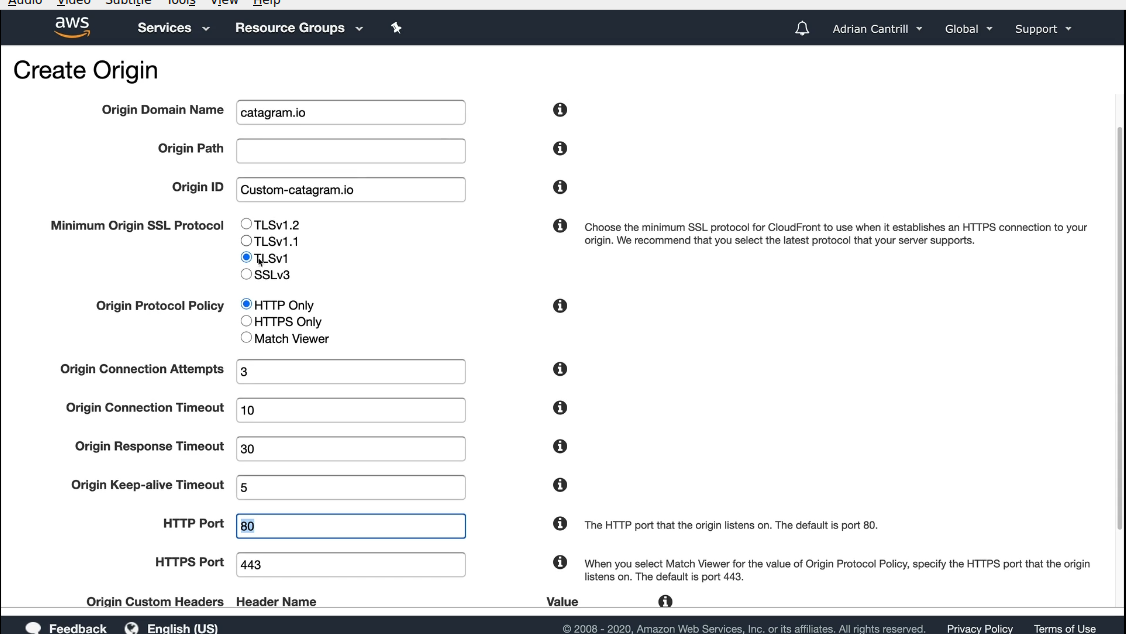 Audio Video Subtitle Tools View Help
aws Services Resource Groups Adrian Cantrill Global Support
Create Origin
Origin Domain Name catagram.io
Origin Path
Origin ID Custom-catagram.io
Minimum Origin SSL Protocol TLSv1.2 Choose the minimum SSL protocol for CloudFront to use when it establishes an HTTPS connection to your
TLSv1.1 origin. We recommend that you select the latest protocol that your server supports.
TLSv1
SSLv3
Origin Protocol Policy HTTP Only
HTTPS Only
Match Viewer
Origin Connection Attempts 3
Origin Connection Timeout 10
Origin Response Timeout 30
Origin Keep-alive Timeout 5
HTTP Port 80 The HTTP port that the origin listens on. The default is port 80.
HTTPS Port 443 When you select Match Viewer for the value of Origin Protocol Policy, specify the HTTPS port that the origin
listens on. The default is port 443.
Origin Custom Headers Header Name Value
Feedback English (US) © 2008 - 2020, Amazon Web Services, Inc. or its affiliates. All rights reserved. Privacy Policy Terms of Use